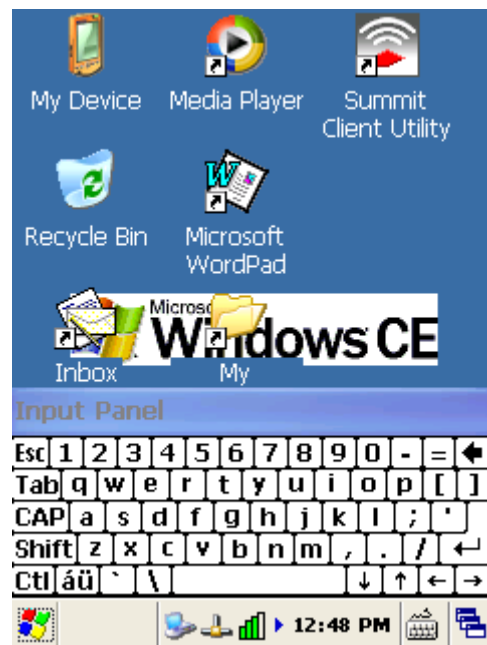 My Device Media Player Summit
Client Utility
Recycle Bin Microsoft
WordPad
Microso
Windows CE
Inbox My
Input Panel
Esc 1 2 3 4 5 6 7 8 9 0 - =
Tab q w e r t y u i o p [ ]
CAP a s d f g h j k l ; '
Shift z x c v b n m , . /
Ctl áü ` \ ↓ ↑ ← →
12:48 PM